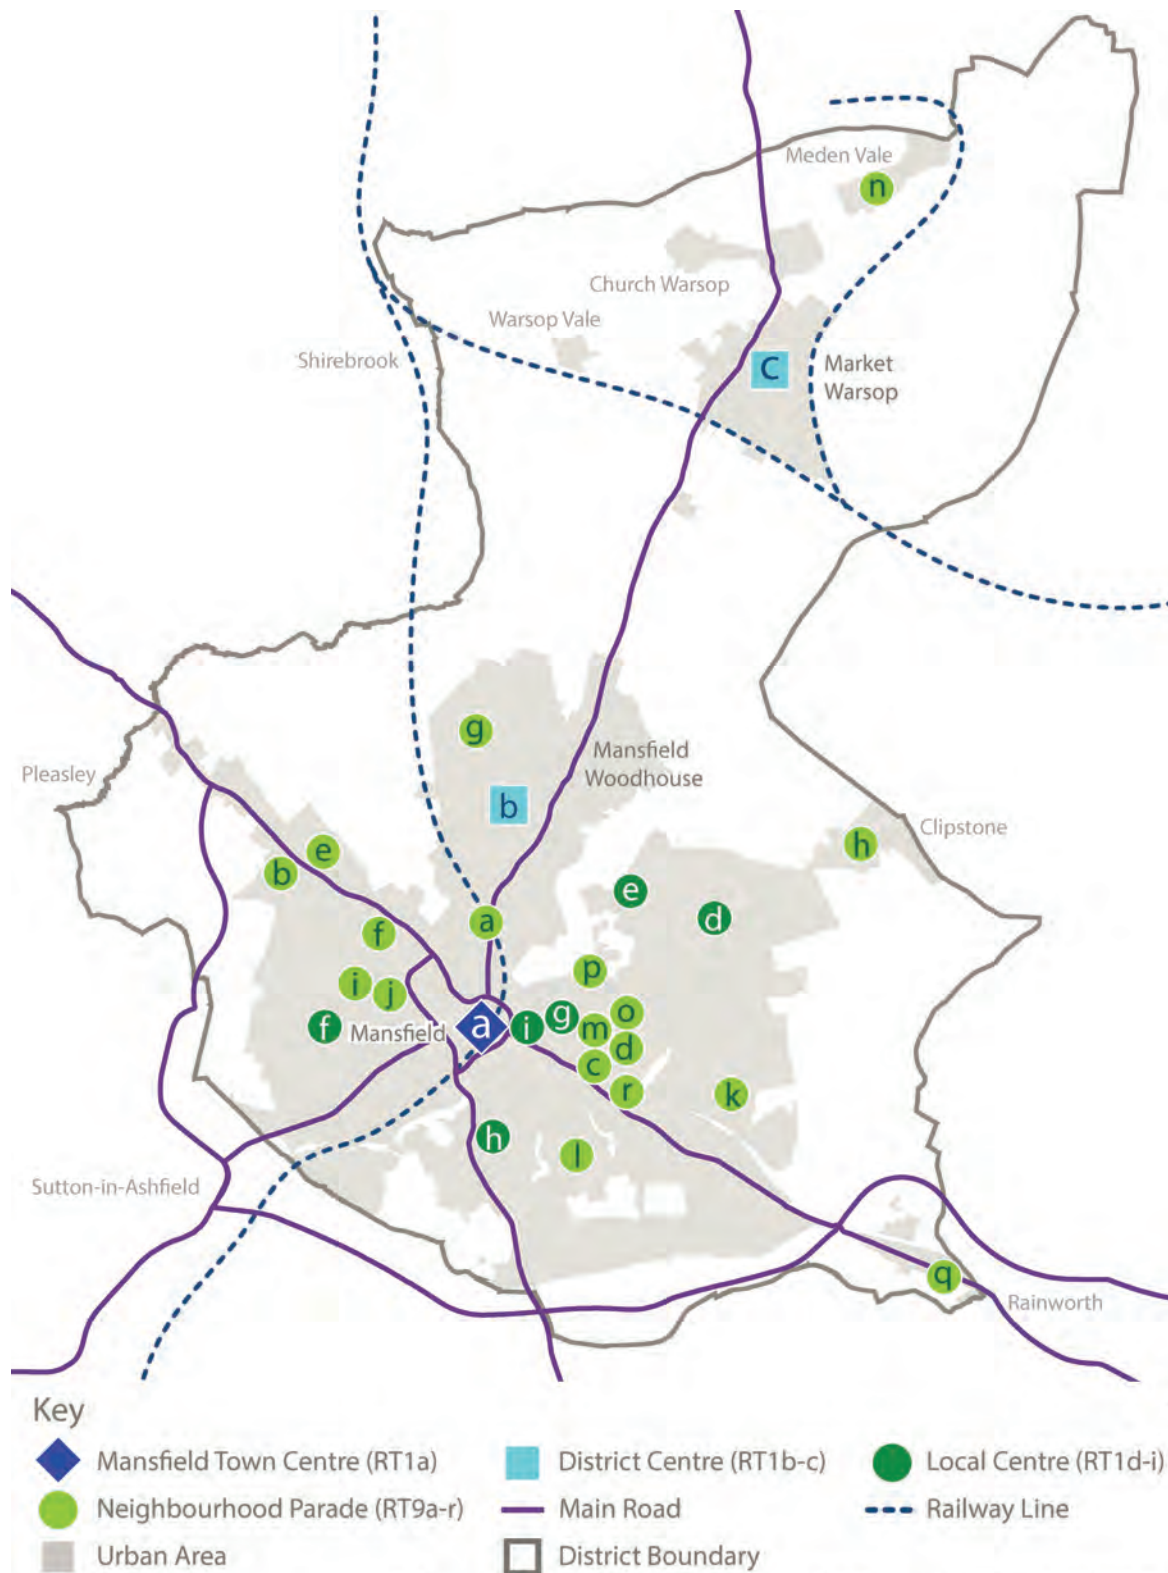 Meden Vale
n
Church Warsop
Warsop Vale
Shirebrook
C
Market
Warsop
g
Mansfield
Woodhouse
Pleasley
b
Clipstone
h
e
b
e
d
a
f
p
i
j
o
g
f
Mansfield
a
i
m
d
c
r
k
h
l
Sutton-in-Ashfield
q
Rainworth
Key
Mansfield Town Centre (RT1a)
District Centre (RT1b-c)
Local Centre (RT1d-i)
Neighbourhood Parade (RT9a-r)
Main Road
Railway Line
Urban Area
District Boundary